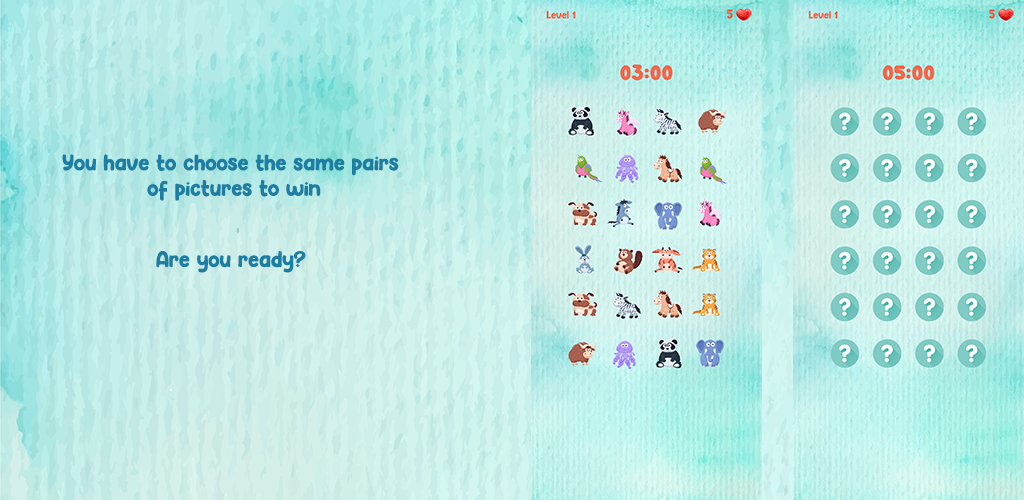 You have to choose the same pairs
of pictures to win
Are you ready?
Level 1
5
03:00
Level 1
5
05:00
? ? ? ?
? ? ? ?
? ? ? ?
? ? ? ?
? ? ? ?
? ? ? ?